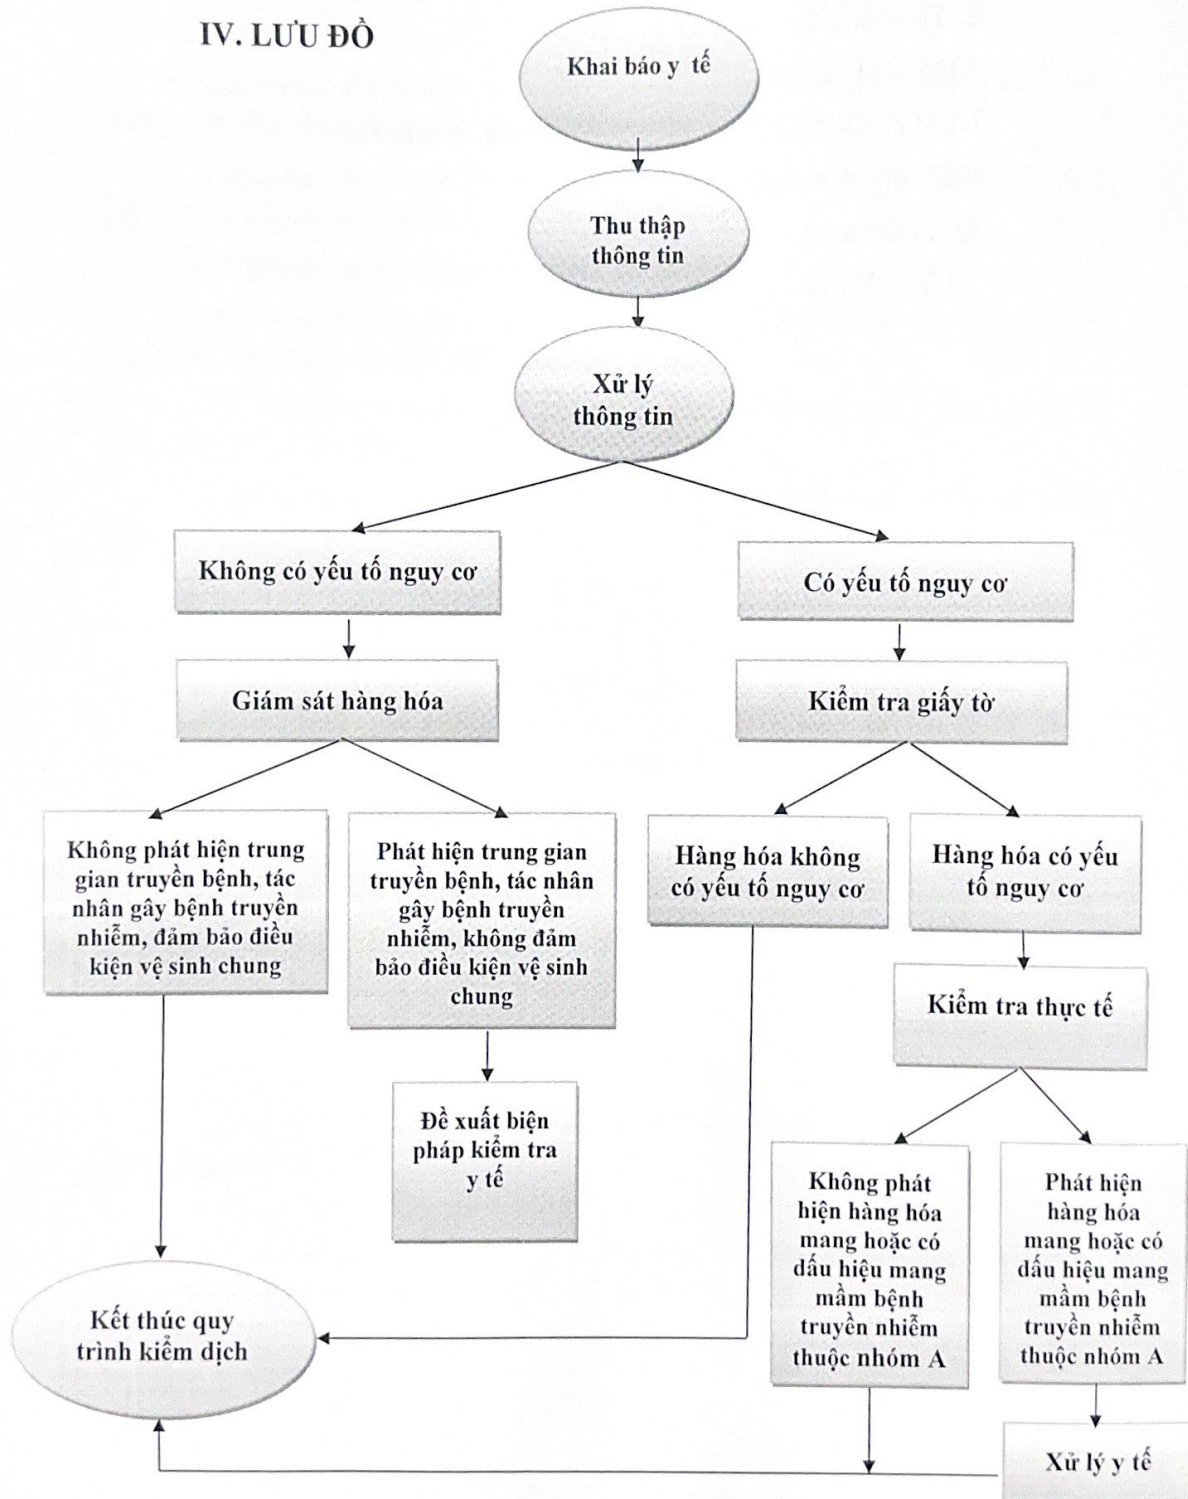 IV. LƯU ĐỒ
Khai báo y tế
Thu thập
thông tin
Xử lý
thông tin
Không có yếu tố nguy cơ
Có yếu tố nguy cơ
Giám sát hàng hóa
Kiểm tra giấy tờ
Không phát hiện trung
gian truyền bệnh, tác
nhân gây bệnh truyền
nhiễm, đảm bảo điều
kiện vệ sinh chung
Phát hiện trung gian
truyền bệnh, tác nhân
gây bệnh truyền
nhiễm, không đảm
bảo điều kiện vệ sinh
chung
Hàng hóa không
có yếu tố nguy cơ
Hàng hóa có yếu
tố nguy cơ
Kiểm tra thực tế
Đề xuất biện
pháp kiểm tra
y tế
Không phát
hiện hàng hóa
mang hoặc có
dấu hiệu mang
mầm bệnh
truyền nhiễm
thuộc nhóm A
Phát hiện
hàng hóa
mang hoặc có
dấu hiệu mang
mầm bệnh
truyền nhiễm
thuộc nhóm A
Kết thúc quy
trình kiểm dịch
Xử lý y tế